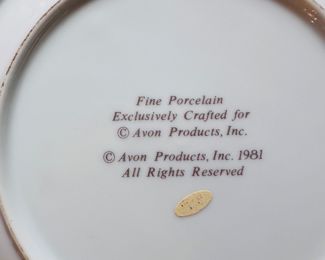 Fine Porcelain
Exclusively Crafted for
© Avon Products, Inc.
© Avon Products, Inc. 1981
All Rights Reserved